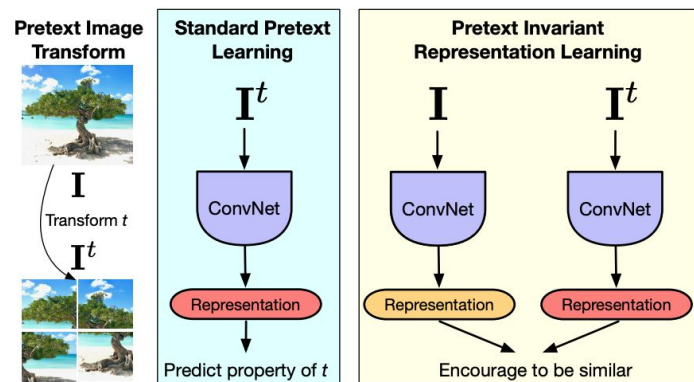 Pretext Image
Transform
I
Transform t
I^t
Standard Pretext
Learning
I^t
ConvNet
Representation
Predict property of t
Pretext Invariant
Representation Learning
I
I^t
ConvNet
ConvNet
Representation
Representation
Encourage to be similar